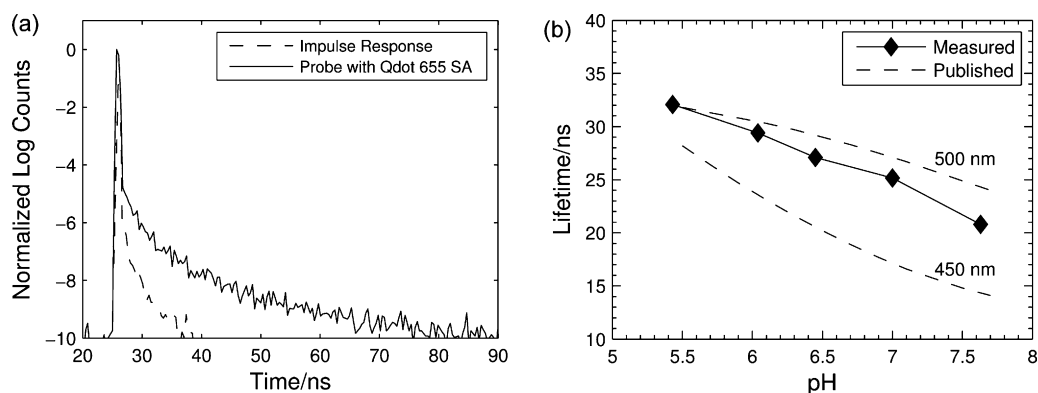 (a)
Impulse Response
Probe with Qdot 655 SA
Normalized Log Counts
0
−2
−4
−6
−8
−10
20 30 40 50 60 70 80 90
Time/ns
(b)
Measured
Published
Lifetime/ns
40
35
30
25
20
15
10
500 nm
450 nm
5 5.5 6 6.5 7 7.5 8
pH